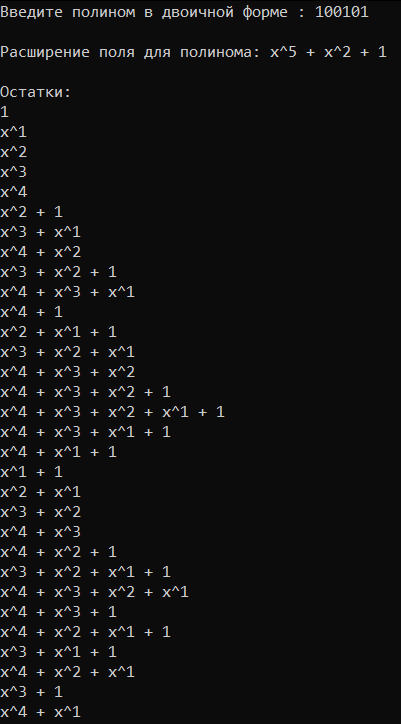 Введите полином в двоичной форме : 100101
Расширение поля для полинома: x^5 + x^2 + 1
Остатки:
1
x^1
x^2
x^3
x^4
x^2 + 1
x^3 + x^1
x^4 + x^2
x^3 + x^2 + 1
x^4 + x^3 + x^1
x^4 + 1
x^2 + x^1 + 1
x^3 + x^2 + x^1
x^4 + x^3 + x^2
x^4 + x^3 + x^2 + 1
x^4 + x^3 + x^2 + x^1 + 1
x^4 + x^3 + x^1 + 1
x^4 + x^1 + 1
x^1 + 1
x^2 + x^1
x^3 + x^2
x^4 + x^3
x^4 + x^2 + 1
x^3 + x^2 + x^1 + 1
x^4 + x^3 + x^2 + x^1
x^4 + x^3 + 1
x^4 + x^2 + x^1 + 1
x^3 + x^1 + 1
x^4 + x^2 + x^1
x^3 + 1
x^4 + x^1